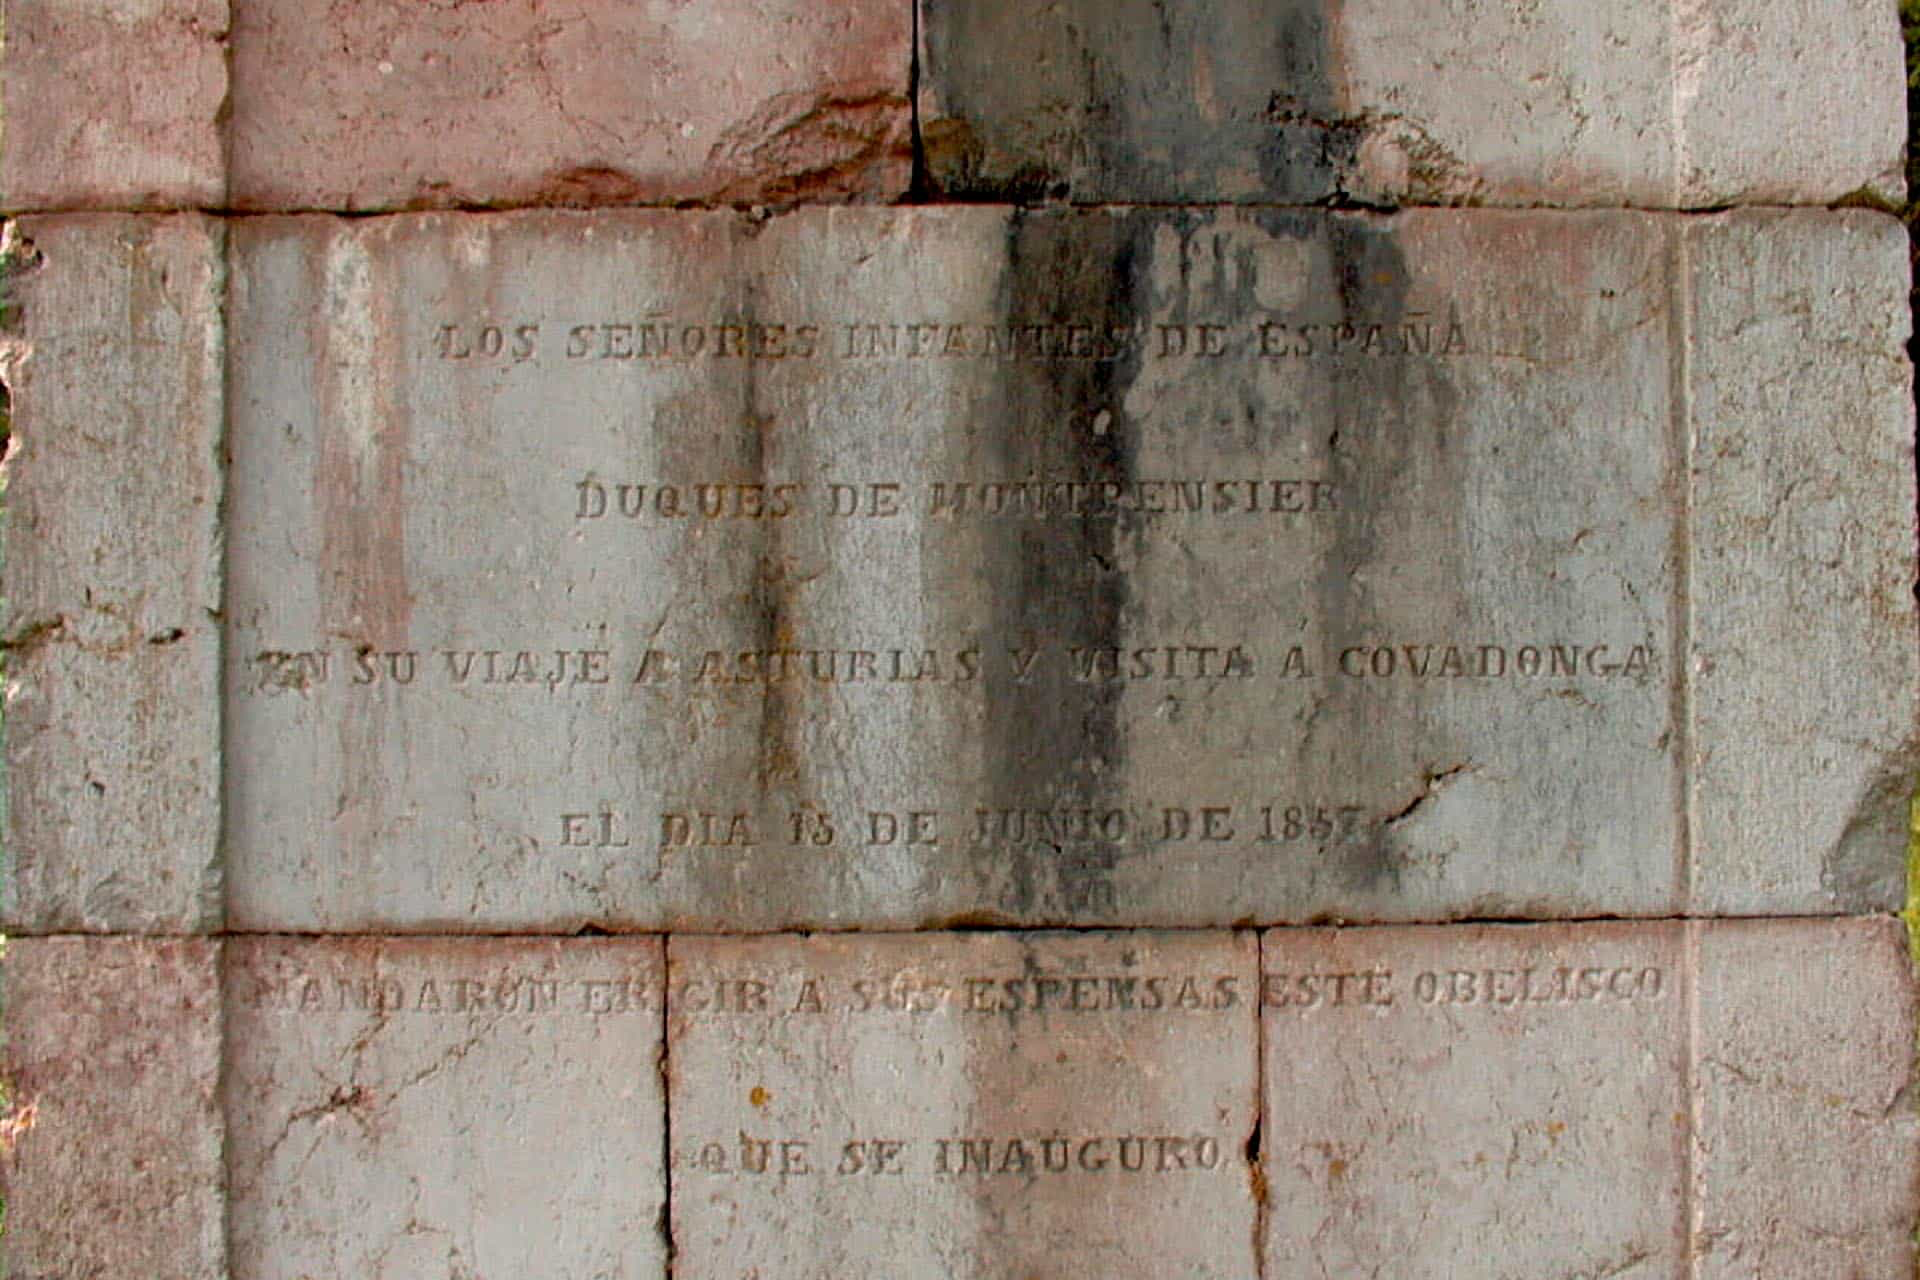 LOS SEÑORES INFANTES DE ESPAÑA
DUQUES DE MONTPENSIER
EN SU VIAJE A ASTURIAS Y VISITA A COVADONGA
EL DIA 15 DE JUNIO DE 1857
MANDARON ERIGIR A SUS ESPENSAS ESTE OBELISCO
QUE SE INAUGURO